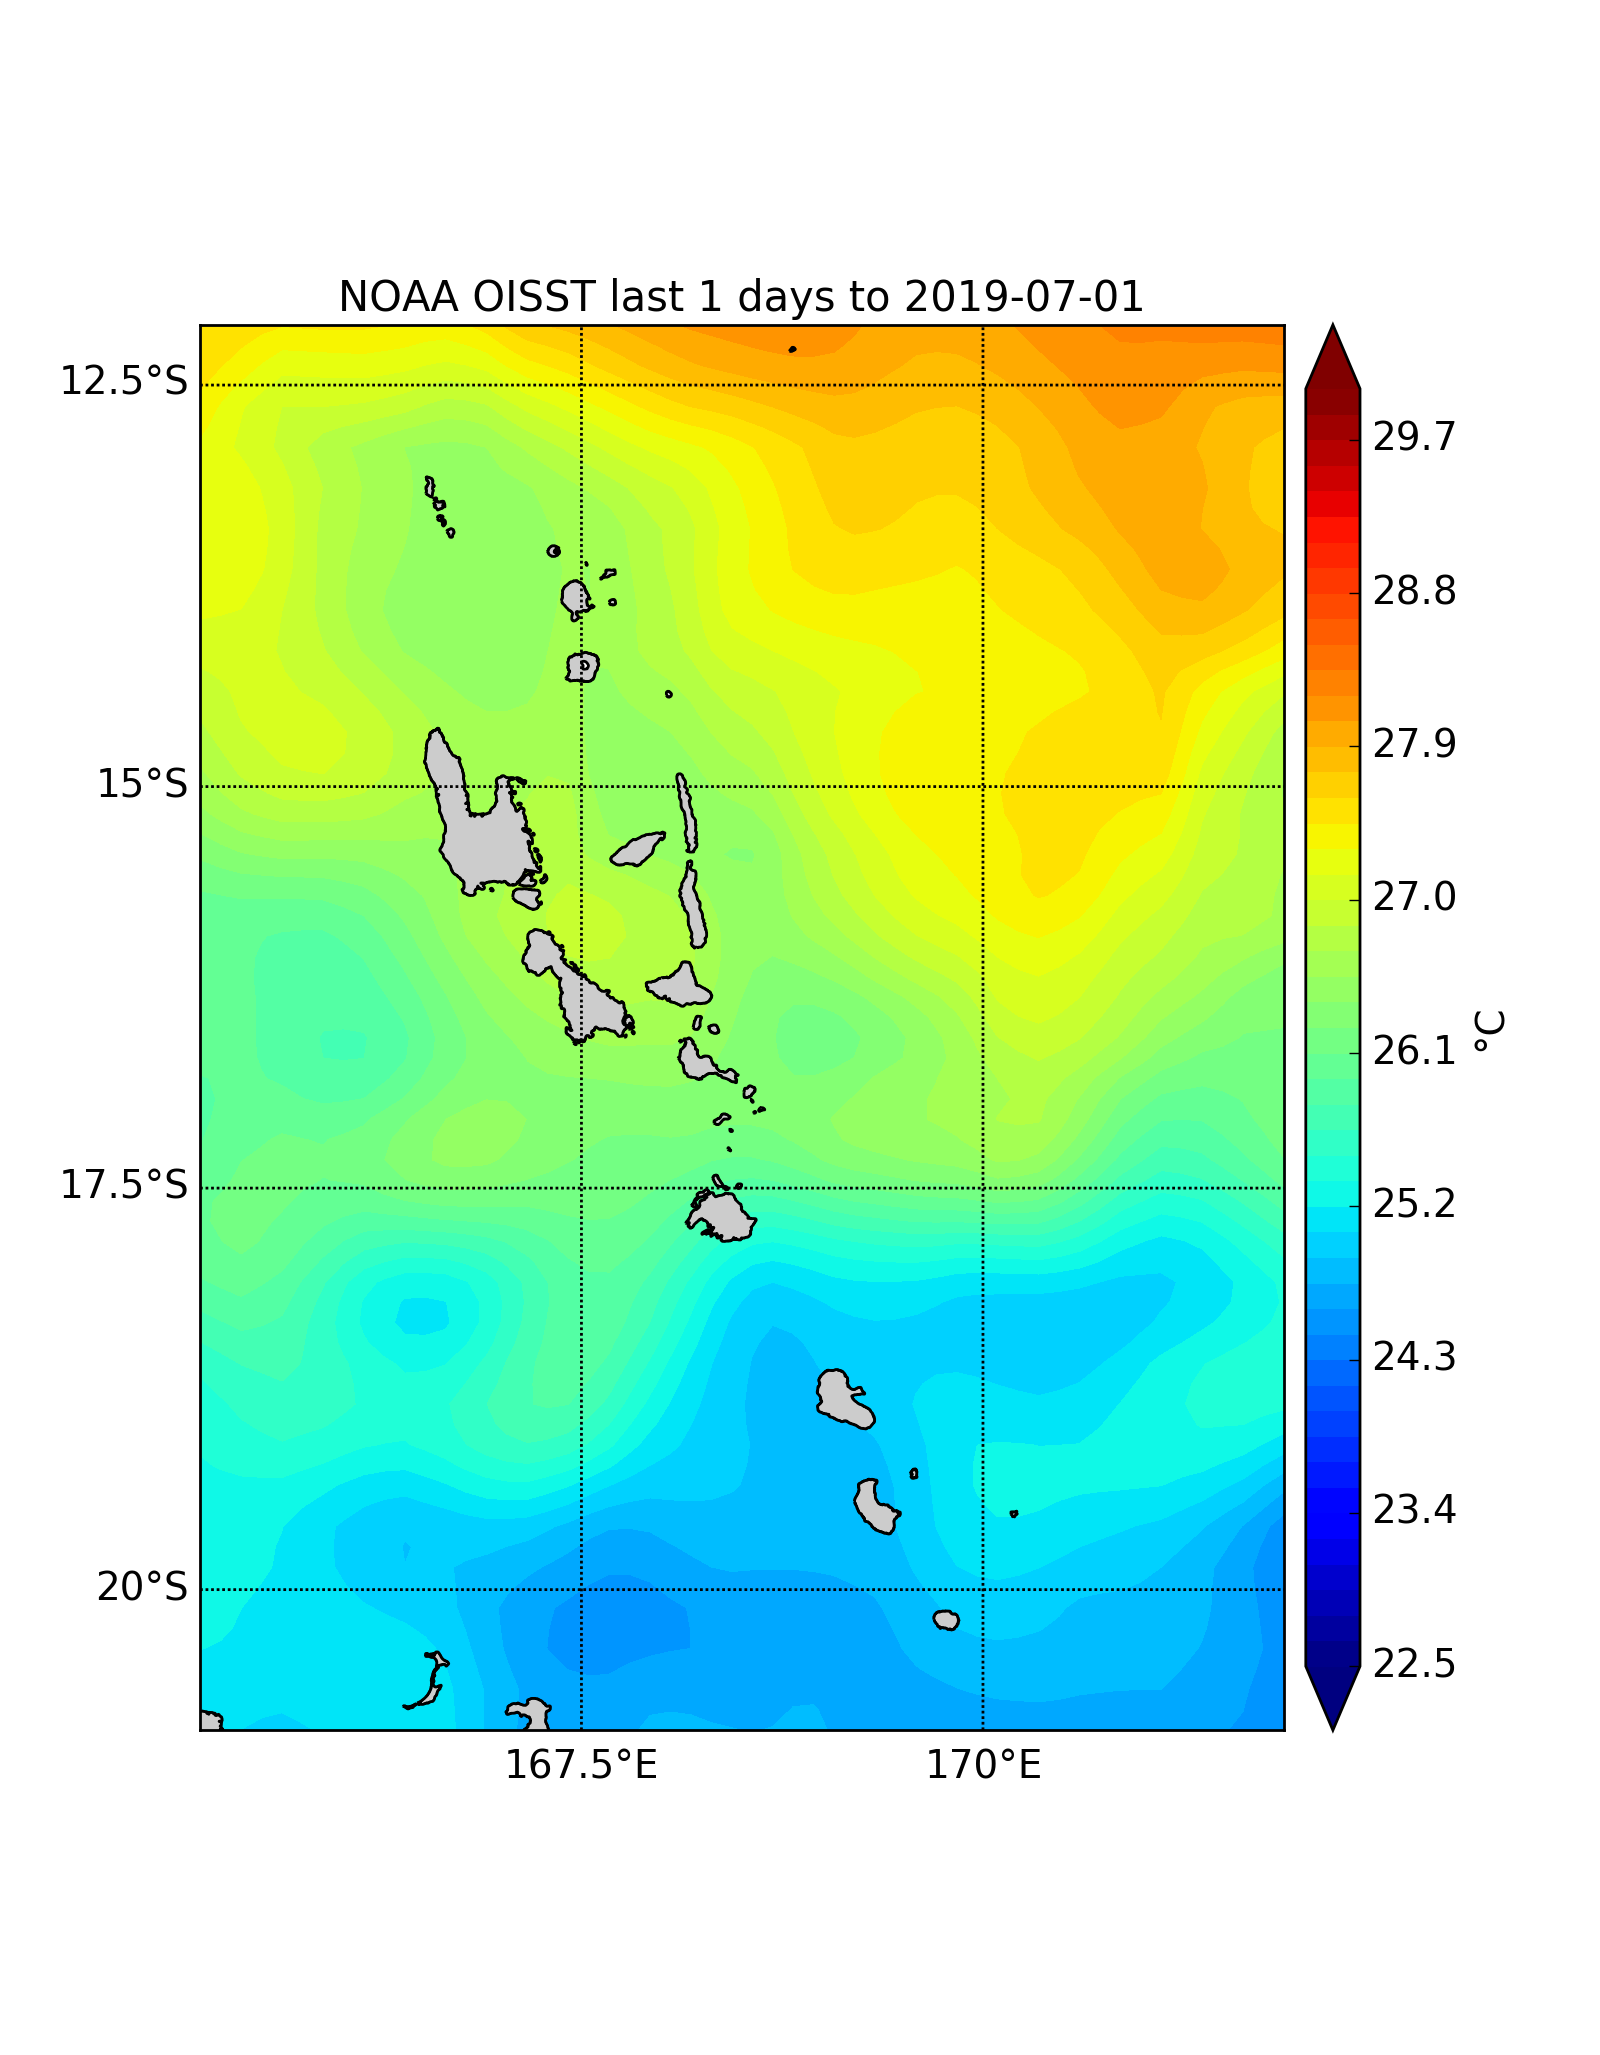 NOAA OISST last 1 days to 2019-07-01
12.5°S
15°S
17.5°S
20°S
167.5°E
170°E
29.7
28.8
27.9
27.0
26.1
25.2
24.3
23.4
22.5
°C